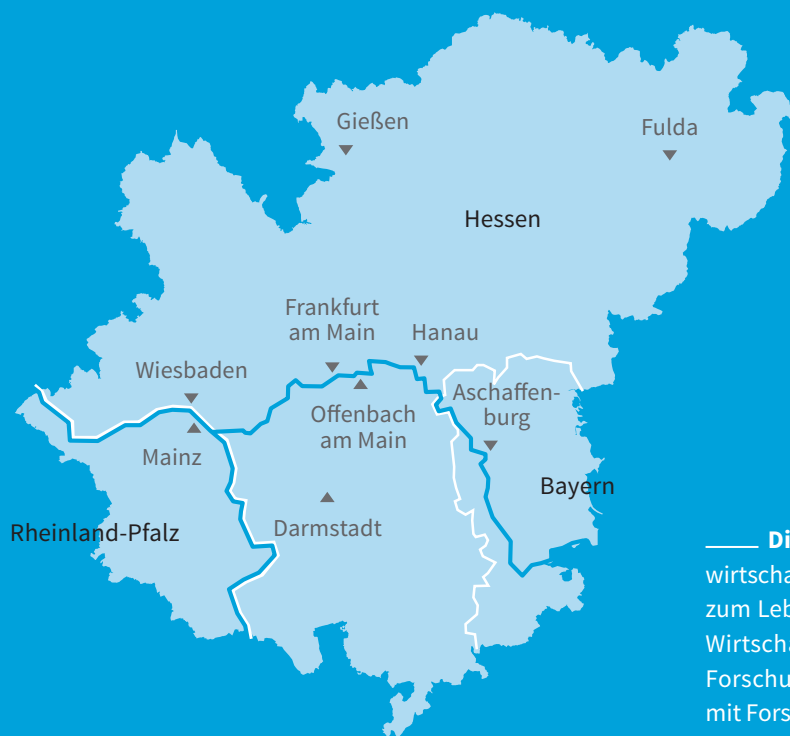 Gießen
Fulda
Hessen
Frankfurt
am Main
Hanau
Wiesbaden
Aschaffen-
burg
Offenbach
am Main
Mainz
Bayern
Darmstadt
Rheinland-Pfalz
wirtscha
zum Leb
Wirtscha
Forschu
mit Fors